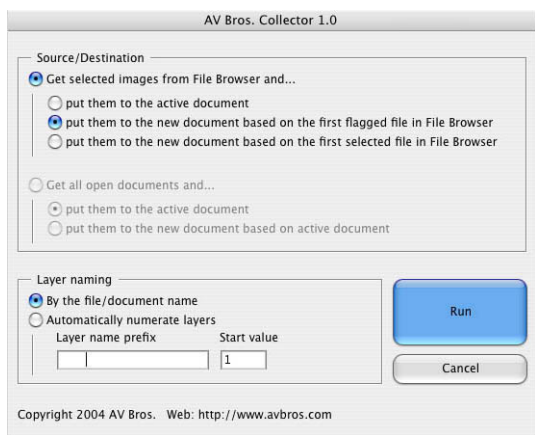 AV Bros. Collector 1.0
Source/Destination
Get selected images from File Browser and...
put them to the active document
put them to the new document based on the first flagged file in File Browser
put them to the new document based on the first selected file in File Browser
Get all open documents and...
put them to the active document
put them to the new document based on active document
Layer naming
By the file/document name
Automatically numerate layers
Layer name prefix Start value
1
Run
Cancel
Copyright 2004 AV Bros. Web: http://www.avbros.com